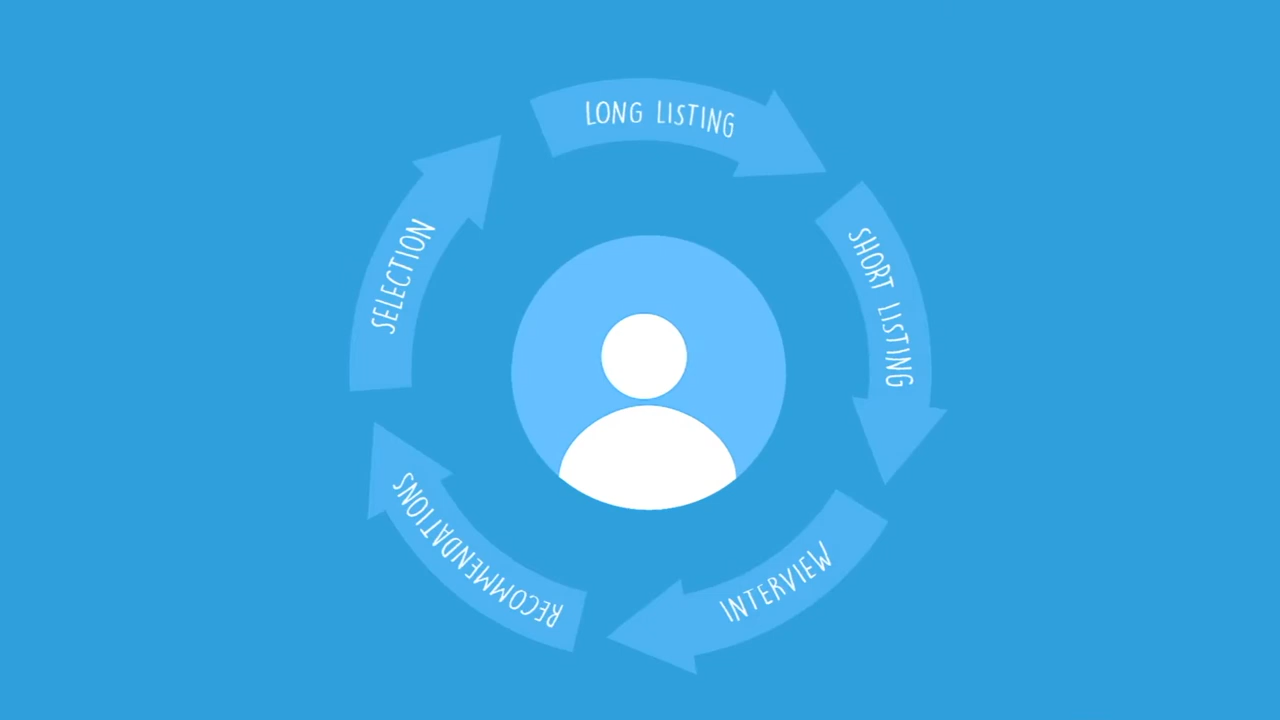 LONG LISTING
SHORT LISTING
INTERVIEW
RECOMMENDATIONS
SELECTION